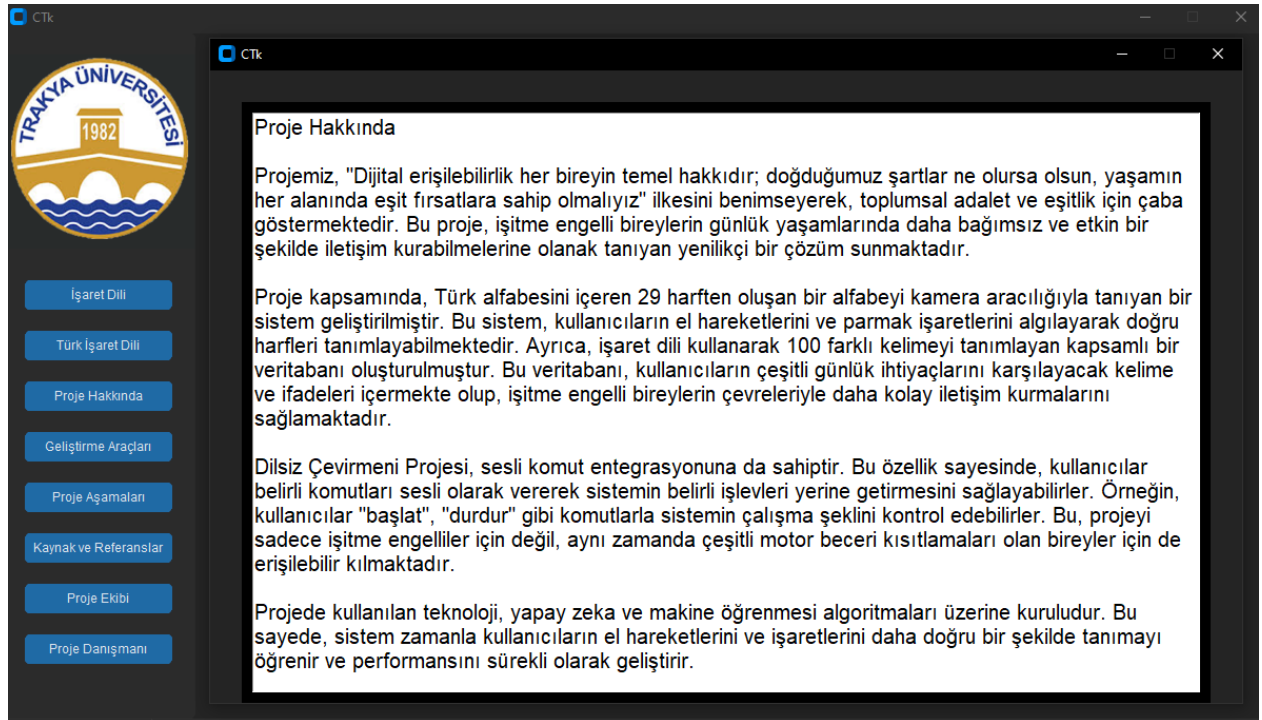 CTk
CTk
TRAKYA ÜNİVERSİTESİ
1982
İşaret Dili
Türk İşaret Dili
Proje Hakkında
Geliştirme Araçları
Proje Aşamaları
Kaynak ve Referanslar
Proje Ekibi
Proje Danışmanı
Proje Hakkında
Projemiz, "Dijital erişilebilirlik her bireyin temel hakkıdır; doğduğumuz şartlar ne olursa olsun, yaşamın
her alanında eşit fırsatlara sahip olmalıyız" ilkesini benimseyerek, toplumsal adalet ve eşitlik için çaba
göstermektedir. Bu proje, işitme engelli bireylerin günlük yaşamlarında daha bağımsız ve etkin bir
şekilde iletişim kurabilmelerine olanak tanıyan yenilikçi bir çözüm sunmaktadır.
Proje kapsamında, Türk alfabesini içeren 29 harften oluşan bir alfabeyi kamera aracılığıyla tanıyan bir
sistem geliştirilmiştir. Bu sistem, kullanıcıların el hareketlerini ve parmak işaretlerini algılayarak doğru
harfleri tanımlayabilmektedir. Ayrıca, işaret dili kullanarak 100 farklı kelimeyi tanımlayan kapsamlı bir
veritabanı oluşturulmuştur. Bu veritabanı, kullanıcıların çeşitli günlük ihtiyaçlarını karşılayacak kelime
ve ifadeleri içermekte olup, işitme engelli bireylerin çevreleriyle daha kolay iletişim kurmalarını
sağlamaktadır.
Dilsiz Çevirmeni Projesi, sesli komut entegrasyonuna da sahiptir. Bu özellik sayesinde, kullanıcılar
belirli komutları sesli olarak vererek sistemin belirli işlevleri yerine getirmesini sağlayabilirler. Örneğin,
kullanıcılar "başlat", "durdur" gibi komutlarla sistemin çalışma şeklini kontrol edebilirler. Bu, projeyi
sadece işitme engelliler için değil, aynı zamanda çeşitli motor beceri kısıtlamaları olan bireyler için de
erişilebilir kılmaktadır.
Projede kullanılan teknoloji, yapay zeka ve makine öğrenmesi algoritmaları üzerine kuruludur. Bu
sayede, sistem zamanla kullanıcıların el hareketlerini ve işaretlerini daha doğru bir şekilde tanımayı
öğrenir ve performansını sürekli olarak geliştirir.